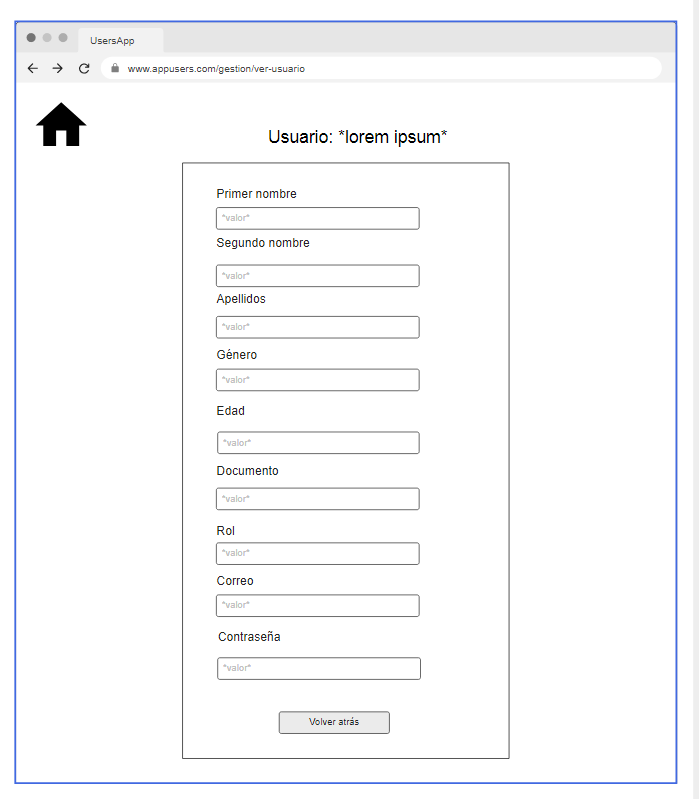 UsersApp
www.appusers.com/gestion/ver-usuario
Usuario: *lorem ipsum*
Primer nombre
*valor*
Segundo nombre
*valor*
Apellidos
*valor*
Género
*valor*
Edad
*valor*
Documento
*valor*
Rol
*valor*
Correo
*valor*
Contraseña
*valor*
Volver atrás